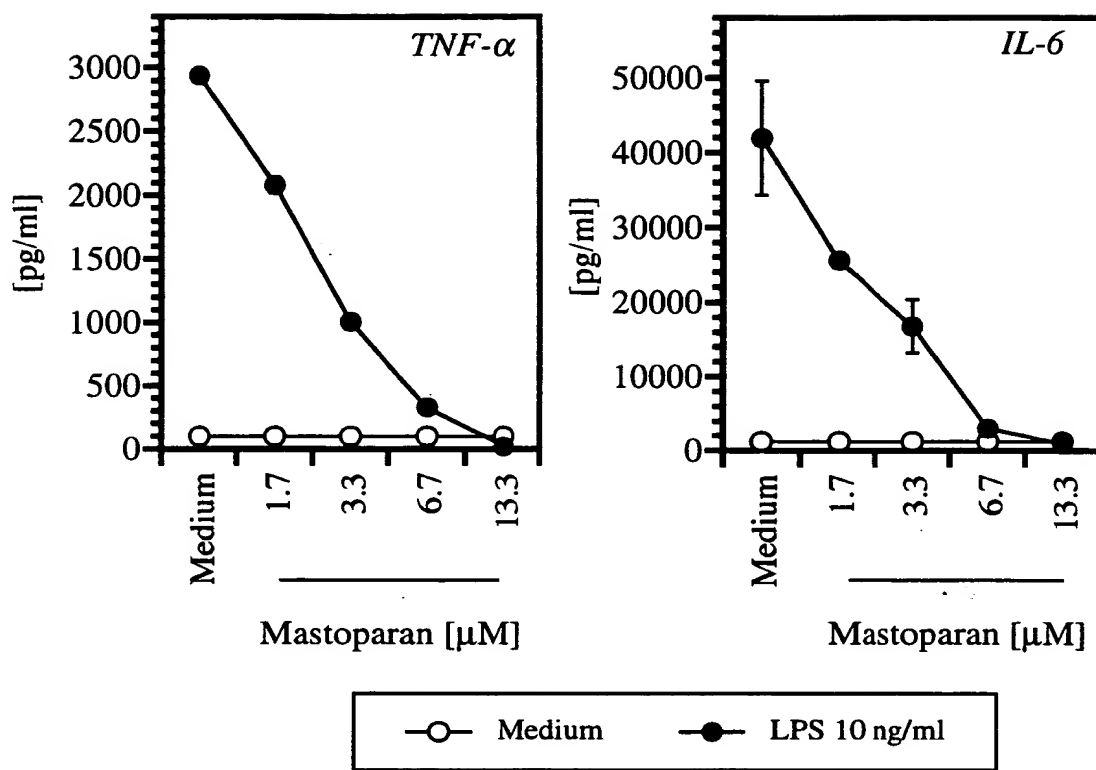 TNF-α
[pg/ml]
3000
2500
2000
1500
1000
500
0
Medium
1.7
3.3
6.7
13.3
Mastoparan [µM]
IL-6
[pg/ml]
50000
40000
30000
20000
10000
0
Medium
1.7
3.3
6.7
13.3
Mastoparan [µM]
Medium
LPS 10 ng/ml